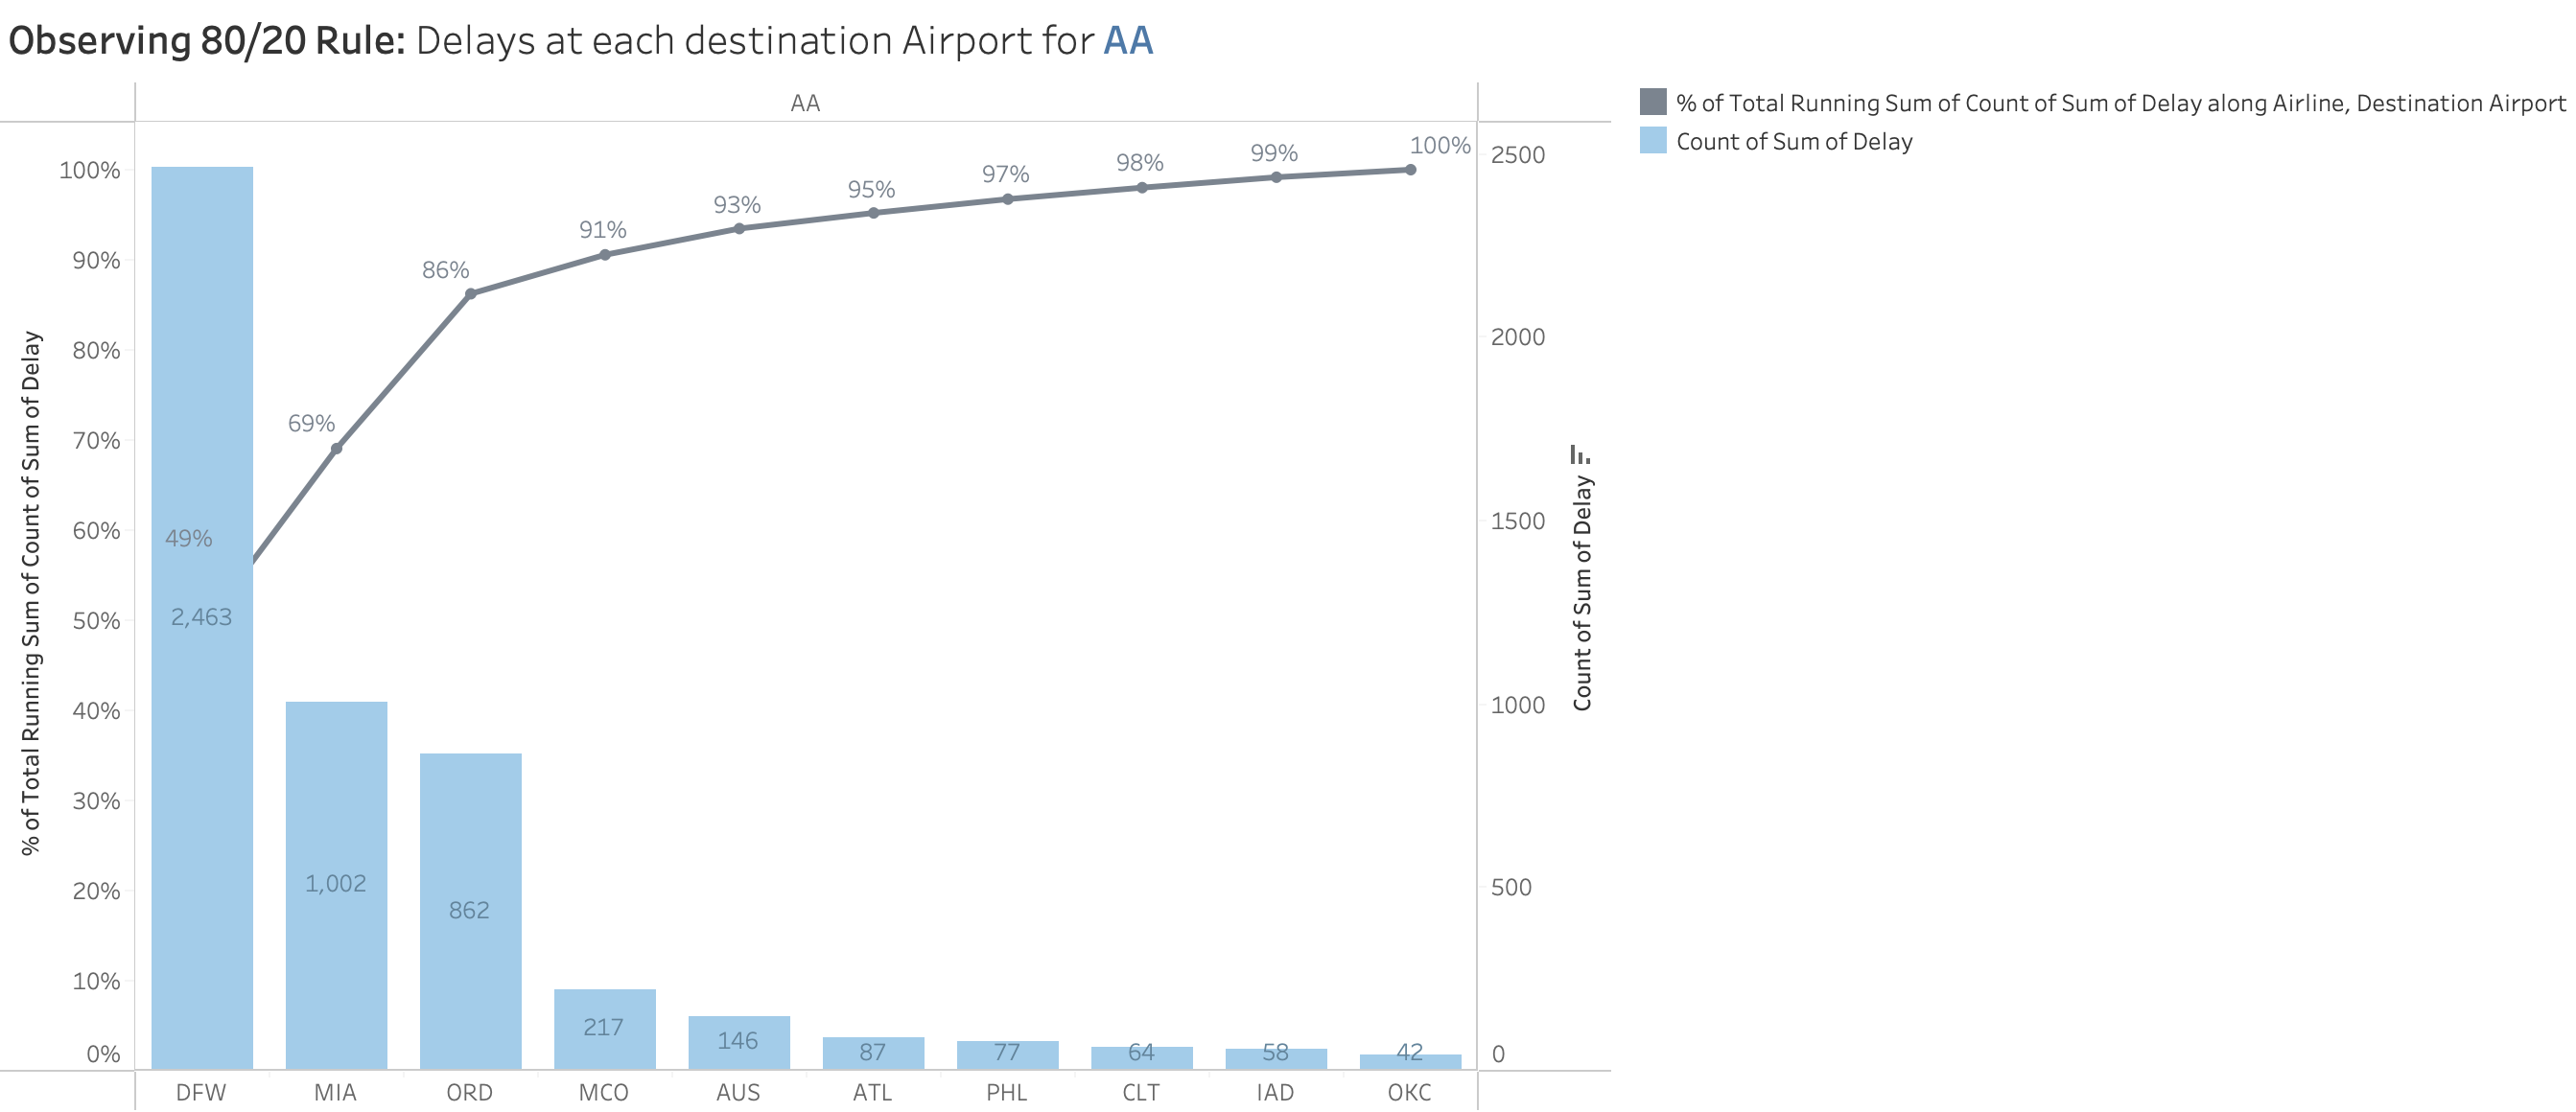 Observing 80/20 Rule: Delays at each destination Airport for AA
AA
% of Total Running Sum of Count of Sum of Delay along Airline, Destination Airport
Count of Sum of Delay
% of Total Running Sum of Count of Sum of Delay
100%
90%
80%
70%
60%
50%
40%
30%
20%
10%
0%
49%
69%
86%
91%
93%
95%
97%
98%
99%
100%
2,463
1,002
862
217
146
87
77
64
58
42
2500
2000
1500
1000
500
0
Count of Sum of Delay
DFW
MIA
ORD
MCO
AUS
ATL
PHL
CLT
IAD
OKC